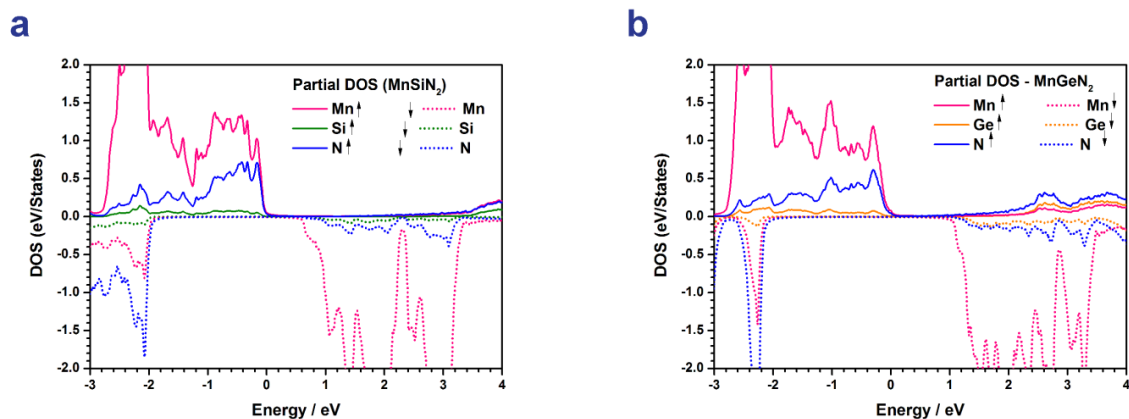 a
Partial DOS (MnSiN₂)
Mn Mn
Si Si
N N
DOS (eV/States)
2.0
1.5
1.0
0.5
0.0
-0.5
-1.0
-1.5
-2.0
-3 -2 -1 0 1 2 3 4
Energy / eV
b
Partial DOS - MnGeN₂
Mn Mn
Ge Ge
N N
DOS (eV/States)
2.0
1.5
1.0
0.5
0.0
-0.5
-1.0
-1.5
-2.0
-3 -2 -1 0 1 2 3 4
Energy / eV